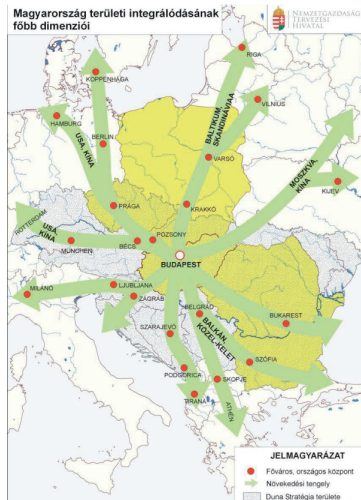 Magyarország területi integrálódásának
főbb dimenziói
NEMZETGAZDASÁGI
TERVEZÉSI
HIVATAL
RIGA
KOPPENHÁGA
VILNIUS
HAMBURG
BERLIN
USA, KÍNA
BALTIKUM,
SKANDINÁVIA
VARSÓ
MOSZKVA,
KÍNA
KIJEV
PRÁGA
KRAKKÓ
ROTTERDAM
USA,
KÍNA
MÜNCHEN
BÉCS
POZSONY
BUDAPEST
MILÁNÓ
LJUBLJANA
ZÁGRÁB
BELGRÁD
BUKAREST
SZARAJEVÓ
BALKÁN,
KÖZEL-KELET
SZÓFIA
PODGORICA
SKOPJE
TIRANA
ATHÉN
JELMAGYARÁZAT
Főváros, országos központ
Növekedési tengely
Duna Stratégia területe